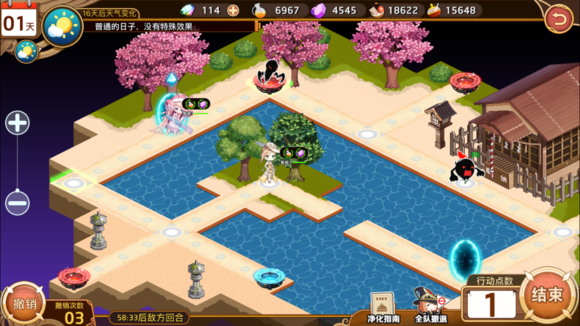 01天
16天后天气变化
普通的日子，没有特殊效果
114
6967
4545
18622
15648
撤销
撤销次数
03
58:33后敌方回合
净化指南
全队撤退
行动点数
1
结束